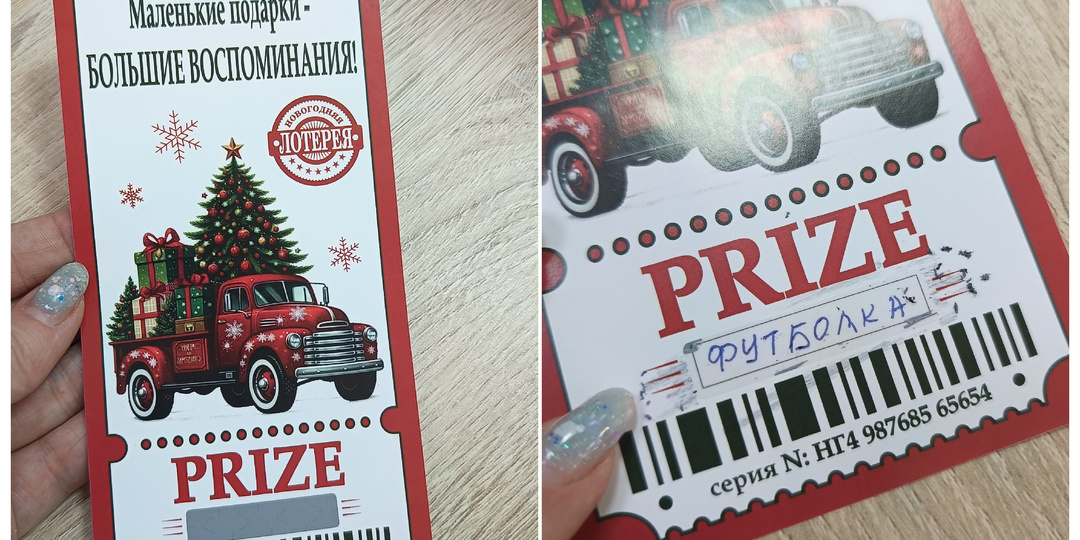 Маленькие подарки -
БОЛЬШИЕ ВОСПОМИНАНИЯ!
НОВОГОДНЯЯ
ЛОТЕРЕЯ
PRIZE
PRIZE
ФУТБОЛКА
серия N: НГ4 987685 65654